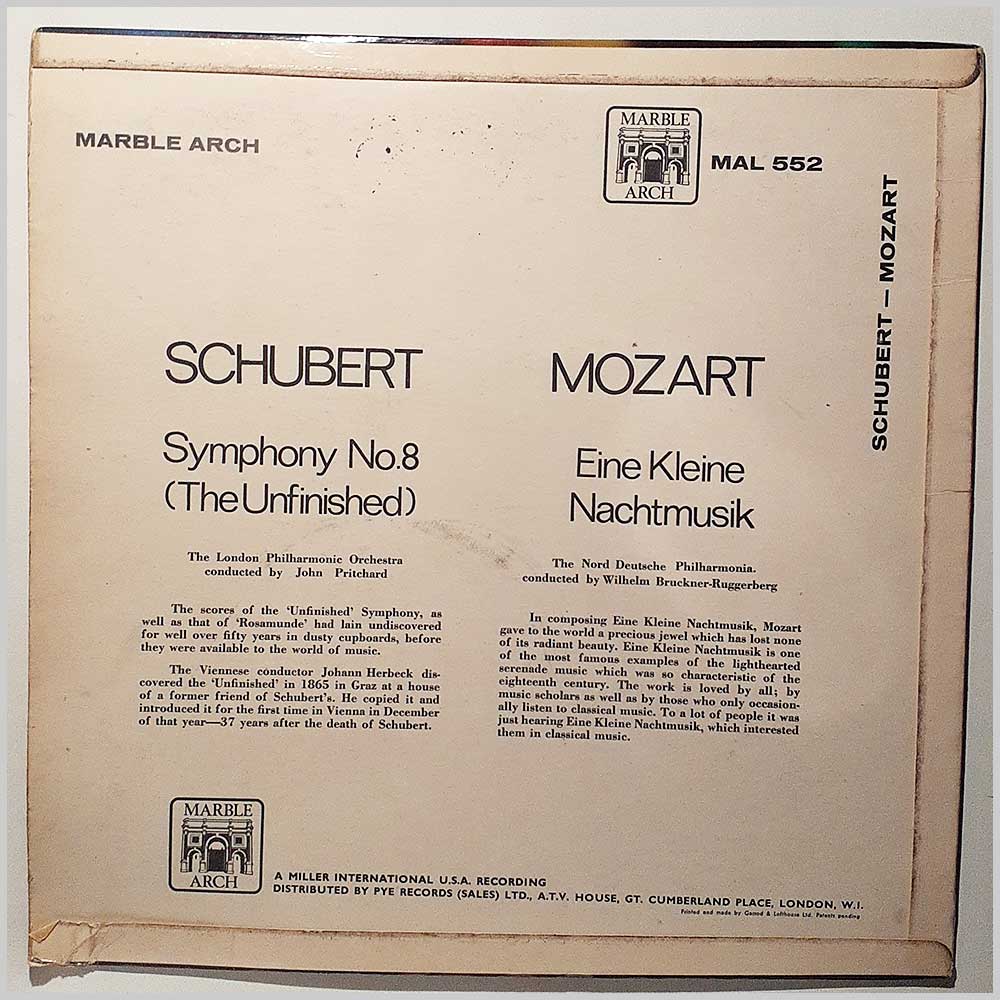 MARBLE ARCH
MARBLE
ARCH
MAL 552
SCHUBERT — MOZART
SCHUBERT
Symphony No.8
(The Unfinished)
The London Philharmonic Orchestra
conducted by John Pritchard
The scores of the ‘Unfinished’ Symphony, as
well as that of ‘Rosamunde’ had lain undiscovered
for well over fifty years in dusty cupboards, before
they were available to the world of music.
The Viennese conductor Johann Herbeck dis-
covered the ‘Unfinished’ in 1865 in Graz at a house
of a former friend of Schubert's. He copied it and
introduced it for the first time in Vienna in December
of that year—37 years after the death of Schubert.
MOZART
Eine Kleine
Nachtmusik
The Nord Deutsche Philharmonia.
conducted by Wilhelm Bruckner-Ruggerberg
In composing Eine Kleine Nachtmusik, Mozart
gave to the world a precious jewel which has lost none
of its radiant beauty. Eine Kleine Nachtmusik is one
of the most famous examples of the lighthearted
serenade music which was so characteristic of the
eighteenth century. The work is loved by all; by
music scholars as well as by those who only occasion-
ally listen to classical music. To a lot of people it was
just hearing Eine Kleine Nachtmusik, which interested
them in classical music.
MARBLE
ARCH
A MILLER INTERNATIONAL U.S.A. RECORDING
DISTRIBUTED BY PYE RECORDS (SALES) LTD., A.T.V. HOUSE, GT. CUMBERLAND PLACE, LONDON, W.I.
Printed and made by Garrod & Lofthouse Ltd. Patents pending